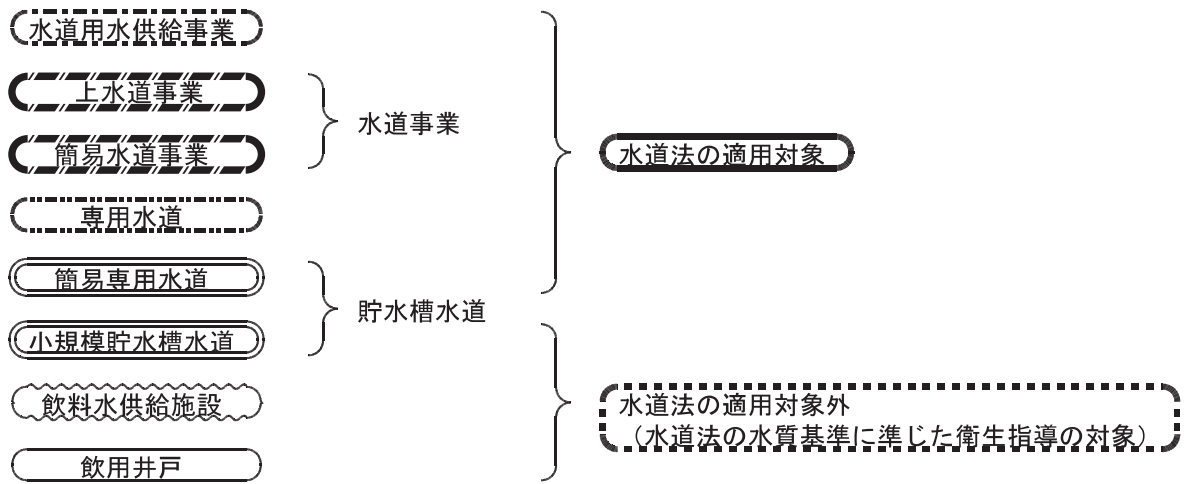 水道用水供給事業
上水道事業
簡易水道事業
専用水道
簡易専用水道
小規模貯水槽水道
飲料水供給施設
飲用井戸
水道事業
貯水槽水道
水道法の適用対象
水道法の適用対象外
（水道法の水質基準に準じた衛生指導の対象）